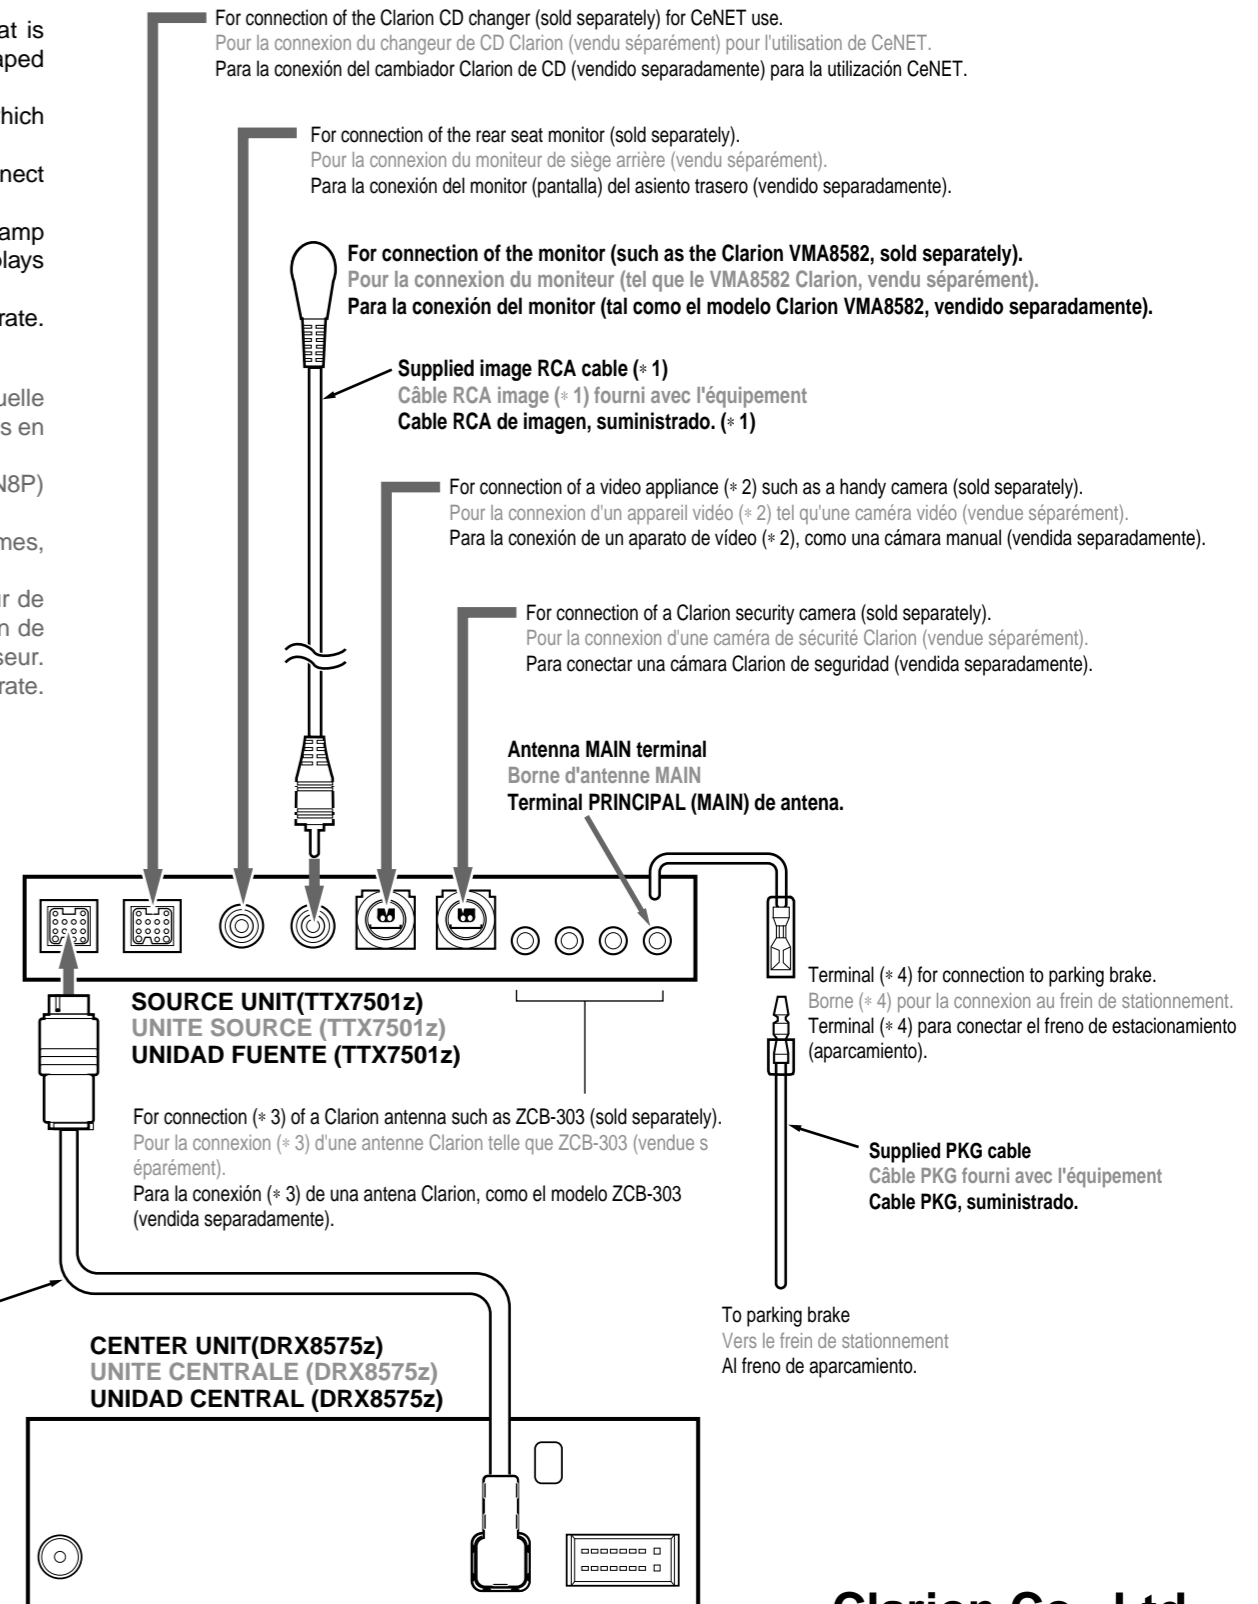 at is
aped
which
nect
amp
plays
rate.
uelle
s en
N8P)
mes,
ur de
n de
seur.
rate.
For connection of the Clarion CD changer (sold separately) for CeNET use.
Pour la connexion du changeur de CD Clarion (vendu séparément) pour l'utilisation de CeNET.
Para la conexión del cambiador Clarion de CD (vendido separadamente) para la utilización CeNET.
For connection of the rear seat monitor (sold separately).
Pour la connexion du moniteur de siège arrière (vendu séparément).
Para la conexión del monitor (pantalla) del asiento trasero (vendido separadamente).
For connection of the monitor (such as the Clarion VMA8582, sold separately).
Pour la connexion du moniteur (tel que le VMA8582 Clarion, vendu séparément).
Para la conexión del monitor (tal como el modelo Clarion VMA8582, vendido separadamente).
Supplied image RCA cable (∗ 1)
Câble RCA image (∗ 1) fourni avec l'équipement
Cable RCA de imagen, suministrado. (∗ 1)
For connection of a video appliance (∗ 2) such as a handy camera (sold separately).
Pour la connexion d'un appareil vidéo (∗ 2) tel qu'une caméra vidéo (vendue séparément).
Para la conexión de un aparato de vídeo (∗ 2), como una cámara manual (vendida separadamente).
For connection of a Clarion security camera (sold separately).
Pour la connexion d'une caméra de sécurité Clarion (vendue séparément).
Para conectar una cámara Clarion de seguridad (vendida separadamente).
Antenna MAIN terminal
Borne d'antenne MAIN
Terminal PRINCIPAL (MAIN) de antena.
Terminal (∗ 4) for connection to parking brake.
Borne (∗ 4) pour la connexion au frein de stationnement.
Terminal (∗ 4) para conectar el freno de estacionamiento
(aparcamiento).
SOURCE UNIT(TTX7501z)
UNITE SOURCE (TTX7501z)
UNIDAD FUENTE (TTX7501z)
For connection (∗ 3) of a Clarion antenna such as ZCB-303 (sold separately).
Pour la connexion (∗ 3) d'une antenne Clarion telle que ZCB-303 (vendue s
éparément).
Para la conexión (∗ 3) de una antena Clarion, como el modelo ZCB-303
(vendida separadamente).
Supplied PKG cable
Câble PKG fourni avec l'équipement
Cable PKG, suministrado.
To parking brake
Vers le frein de stationnement
Al freno de aparcamiento.
CENTER UNIT(DRX8575z)
UNITE CENTRALE (DRX8575z)
UNIDAD CENTRAL (DRX8575z)
Clarion Co., Ltd.